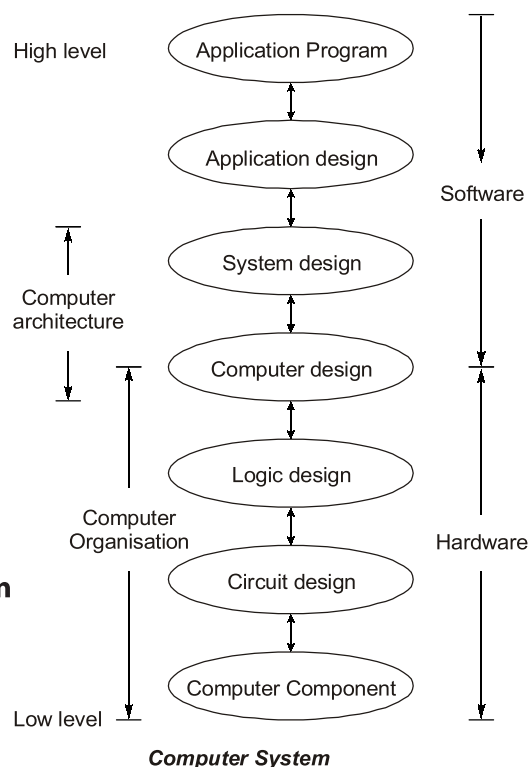 High level
Application Program
Application design
Software
System design
Computer
architecture
Computer design
Logic design
Computer
Organisation
Hardware
n
Circuit design
Computer Component
Low level
Computer System